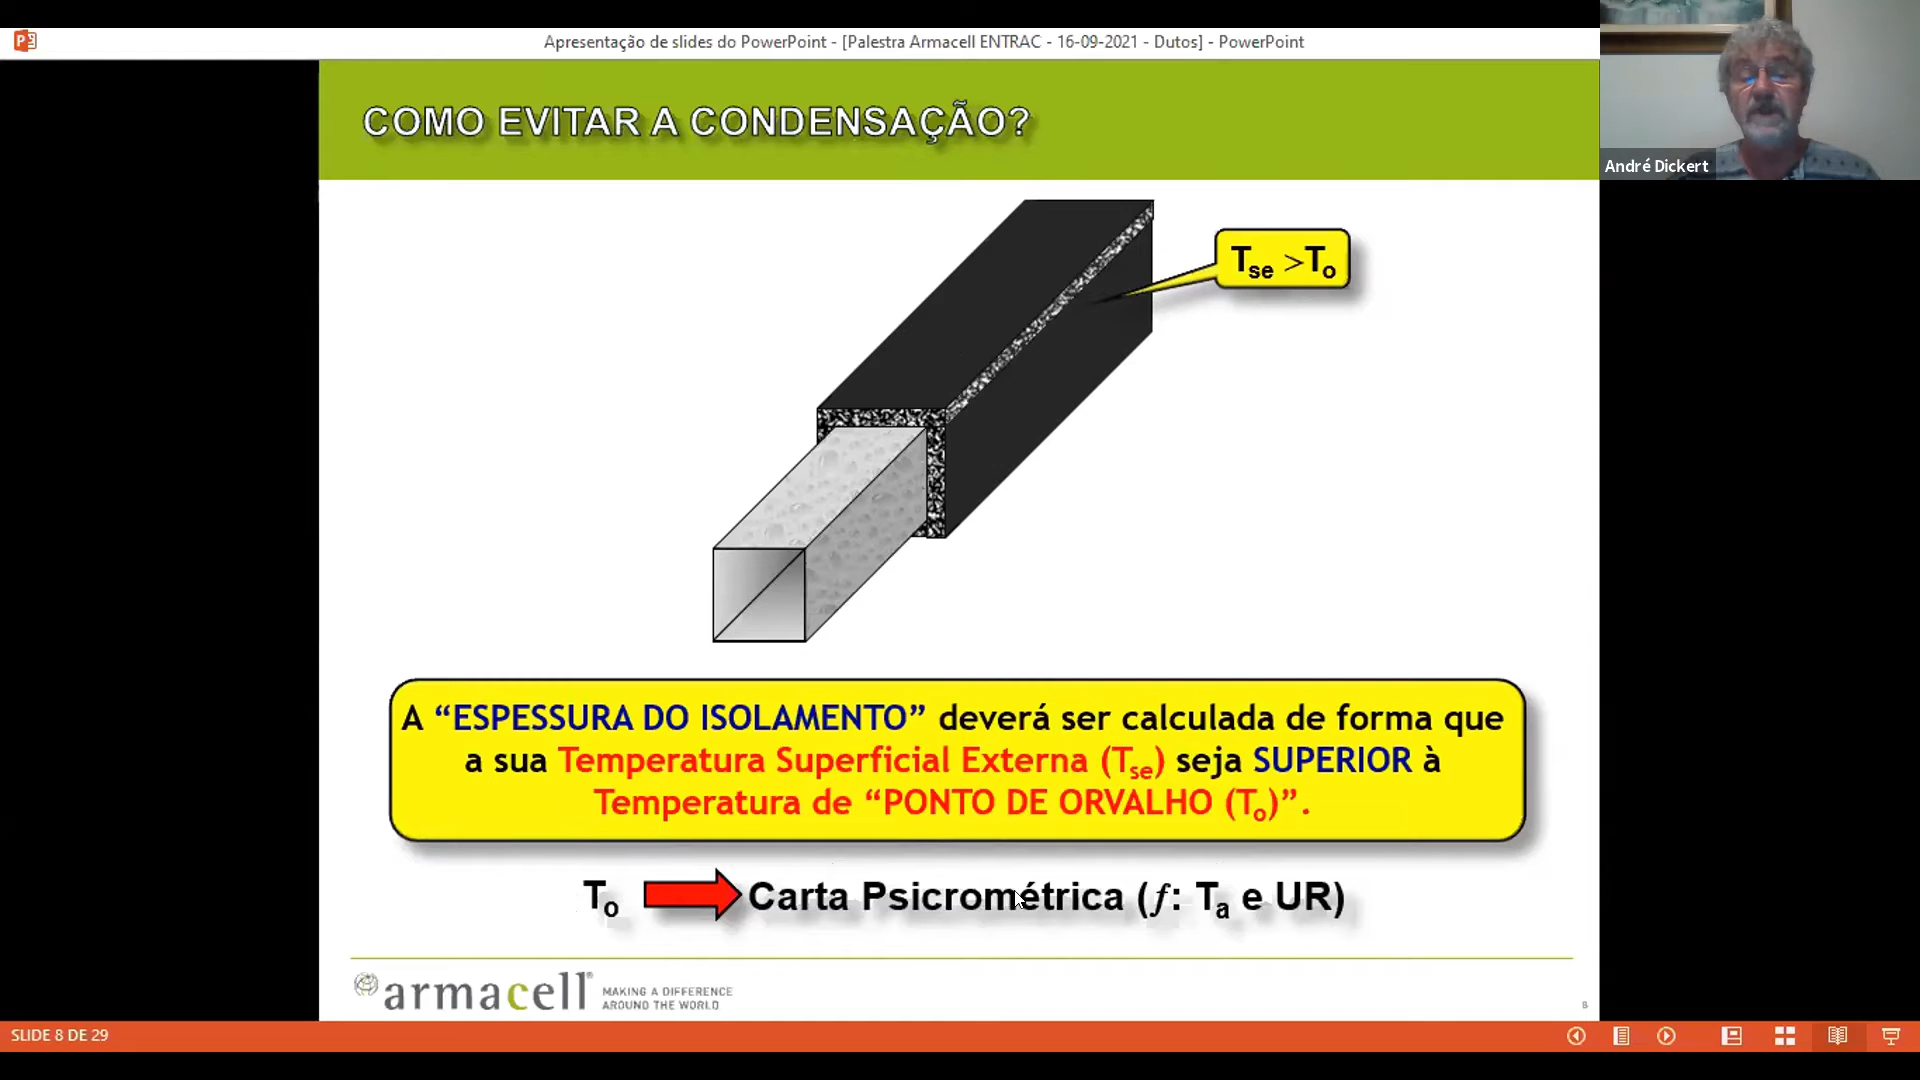 Apresentação de slides do PowerPoint - [Palestra Armacell ENTRAC - 16-09-2021 - Dutos] - PowerPoint
André Dickert
COMO EVITAR A CONDENSAÇÃO?
Tse >To
A “ESPESSURA DO ISOLAMENTO” deverá ser calculada de forma que
a sua Temperatura Superficial Externa (Tse) seja SUPERIOR à
Temperatura de “PONTO DE ORVALHO (To)”.
To Carta Psicrométrica (f: Ta e UR)
armacell®
MAKING A DIFFERENCE
AROUND THE WORLD
8
SLIDE 8 DE 29